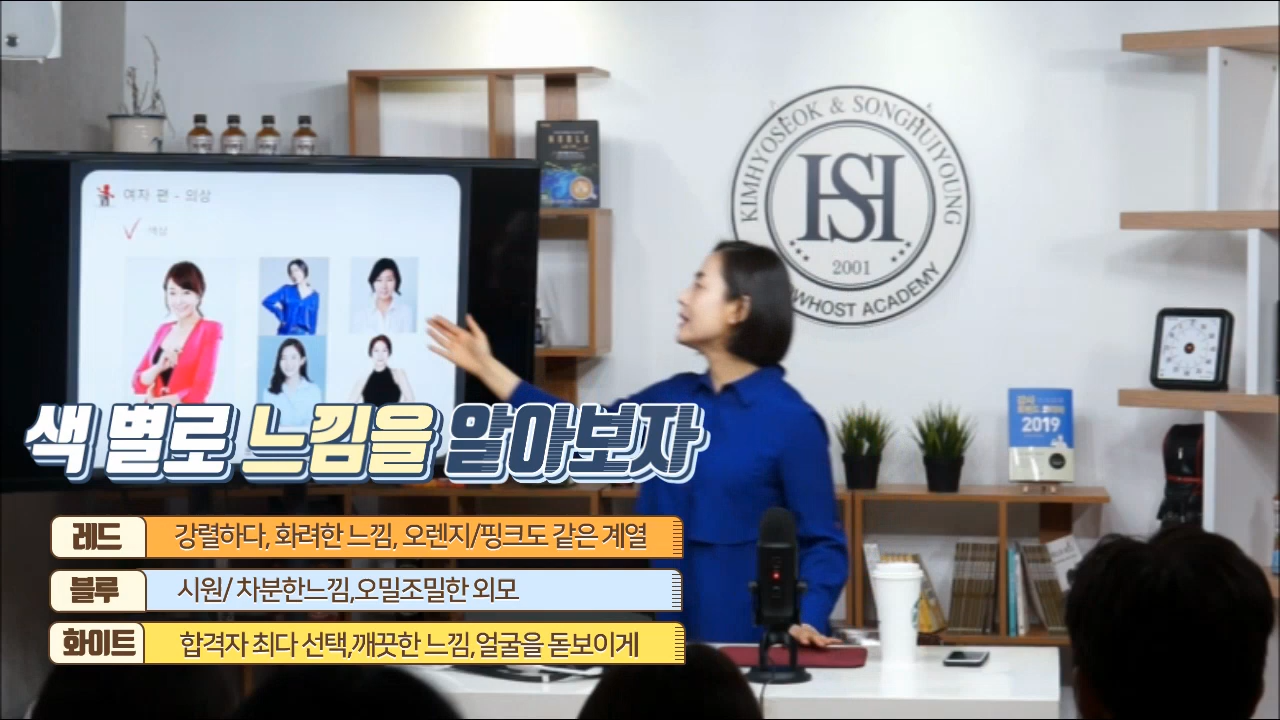 KIMHYOSEOK & SONGHUIYOUNG
HSH
2001
WHOST ACADEMY
NOBLE
여자 편 - 의상
색상
2019
색 별로 느낌을 알아보자
레드 강렬하다, 화려한 느낌, 오렌지/핑크도 같은 계열
블루 시원/ 차분한느낌,오밀조밀한 외모
화이트 합격자 최다 선택,깨끗한 느낌,얼굴을 돋보이게